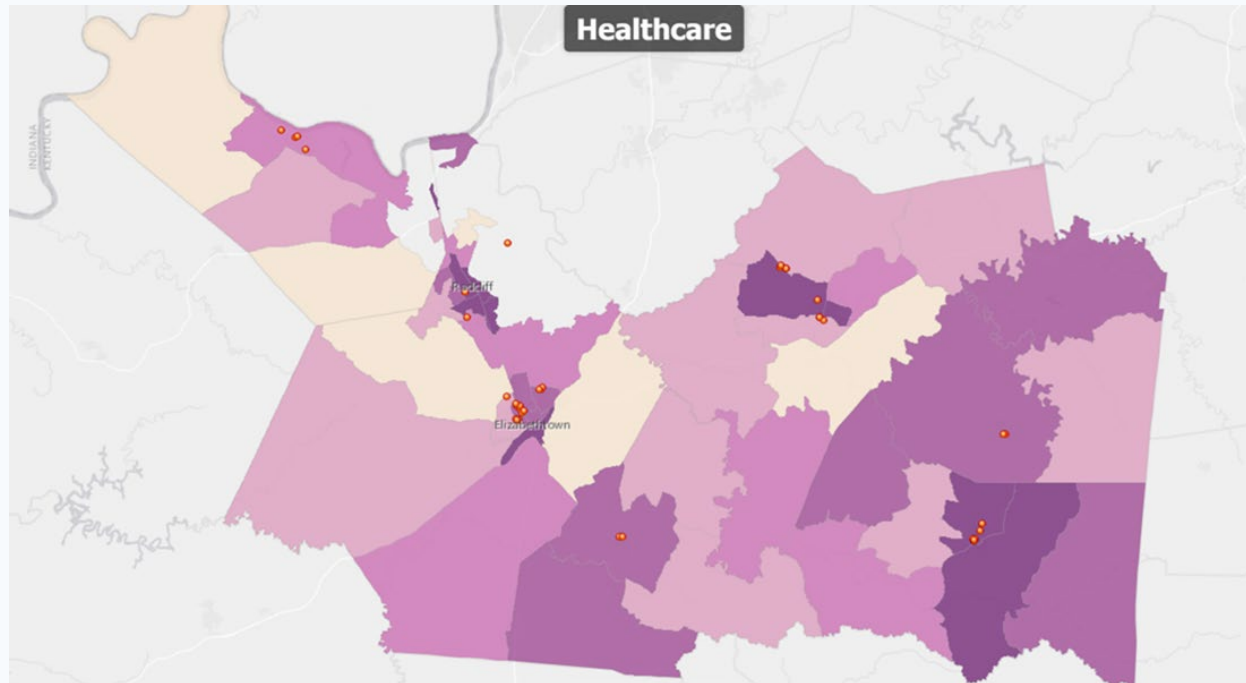 Healthcare
INDIANA
KENTUCKY
Radcliff
Elizabethtown